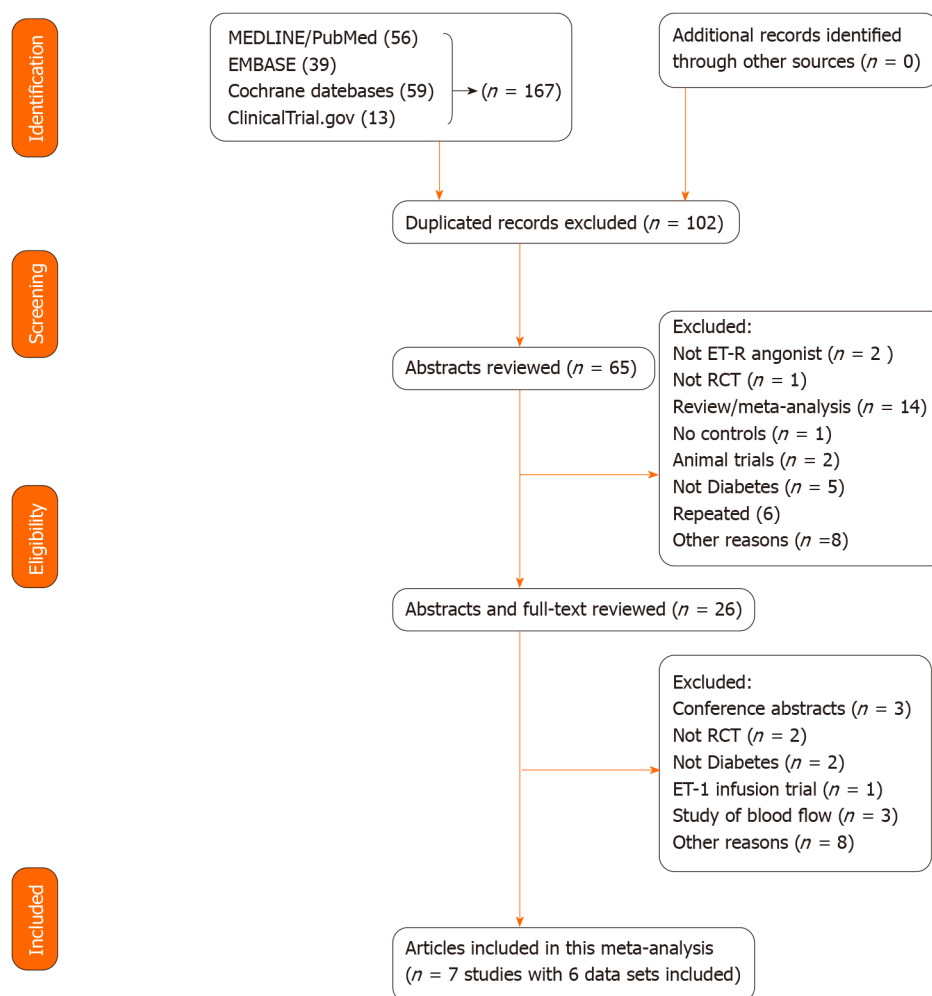 Identification
MEDLINE/PubMed (56)
EMBASE (39)
Cochrane datebases (59)
ClinicalTrial.gov (13)
(n = 167)
Additional records identified
through other sources (n = 0)
Duplicated records excluded (n = 102)
Screening
Abstracts reviewed (n = 65)
Excluded:
Not ET-R angonist (n = 2 )
Not RCT (n = 1)
Review/meta-analysis (n = 14)
No controls (n = 1)
Animal trials (n = 2)
Not Diabetes (n = 5)
Repeated (6)
Other reasons (n =8)
Eligibility
Abstracts and full-text reviewed (n = 26)
Excluded:
Conference abstracts (n = 3)
Not RCT (n = 2)
Not Diabetes (n = 2)
ET-1 infusion trial (n = 1)
Study of blood flow (n = 3)
Other reasons (n = 8)
Included
Articles included in this meta-analysis
(n = 7 studies with 6 data sets included)